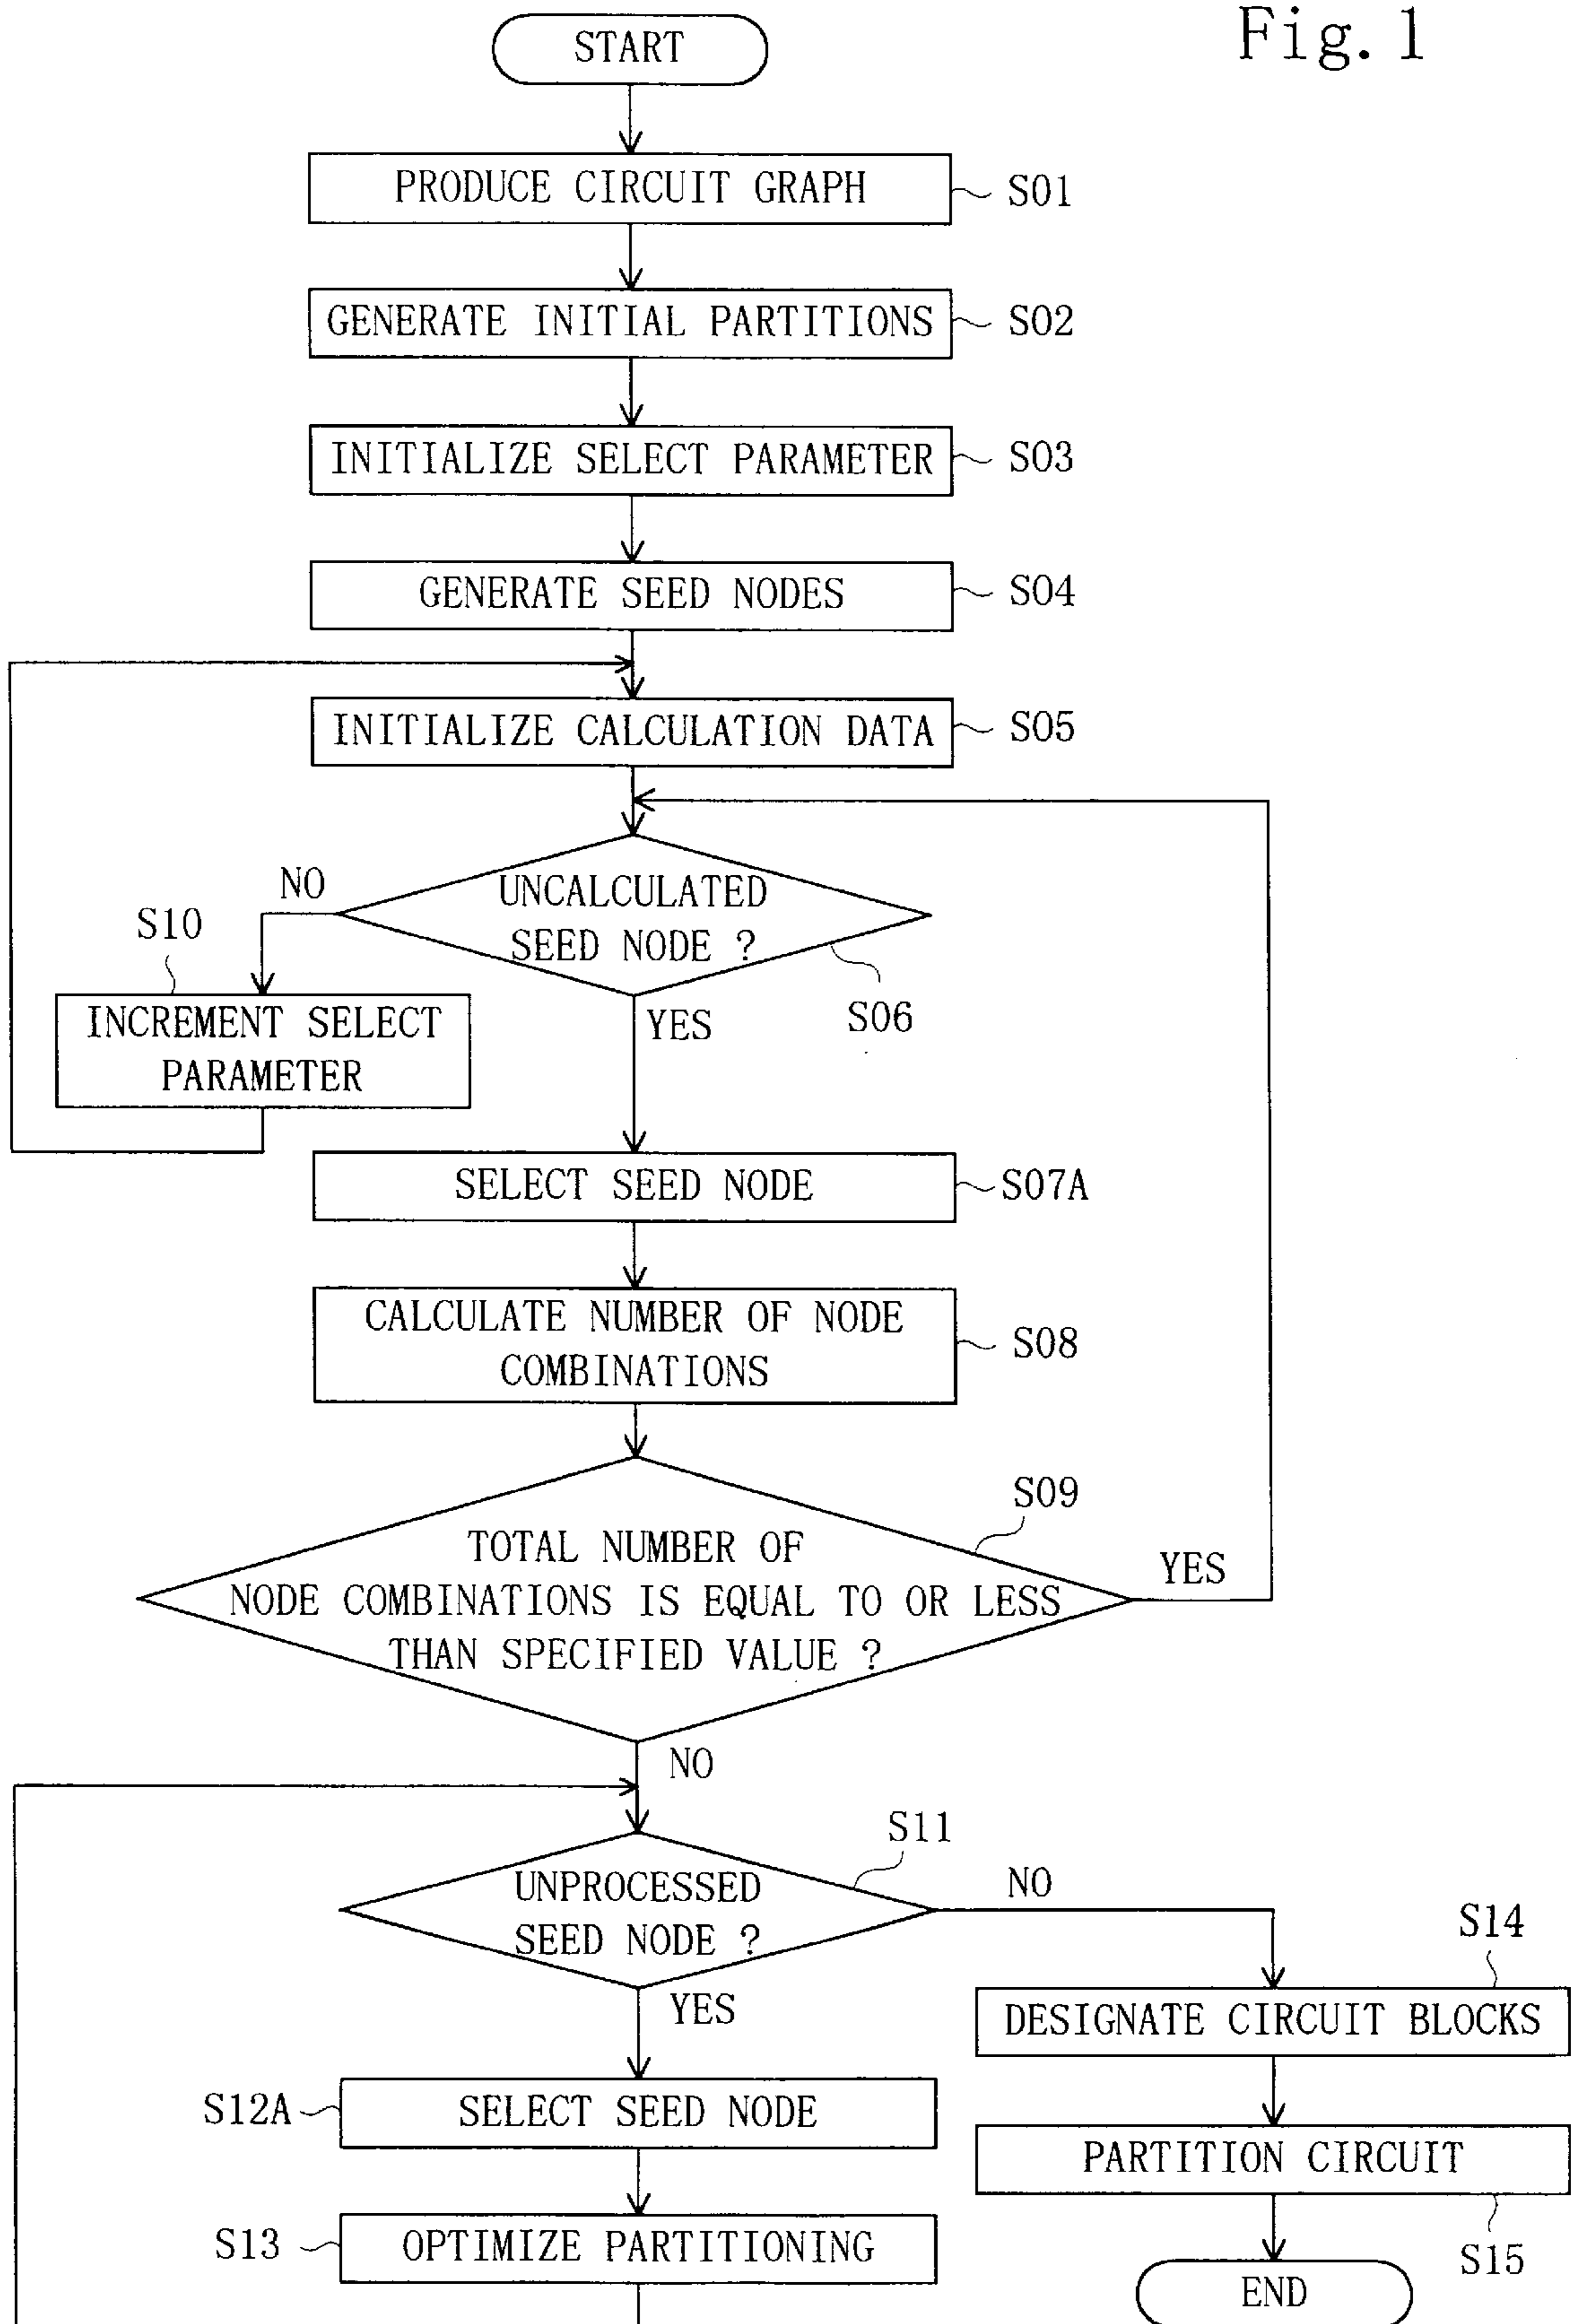 Fig. 1
START
PRODUCE CIRCUIT GRAPH
S01
GENERATE INITIAL PARTITIONS
S02
INITIALIZE SELECT PARAMETER
S03
GENERATE SEED NODES
S04
INITIALIZE CALCULATION DATA
S05
UNCALCULATED
SEED NODE ?
S06
NO
YES
S10
INCREMENT SELECT
PARAMETER
SELECT SEED NODE
S07A
CALCULATE NUMBER OF NODE
COMBINATIONS
S08
S09
TOTAL NUMBER OF
NODE COMBINATIONS IS EQUAL TO OR LESS
THAN SPECIFIED VALUE ?
YES
NO
S11
UNPROCESSED
SEED NODE ?
NO
YES
S14
DESIGNATE CIRCUIT BLOCKS
S12A
SELECT SEED NODE
PARTITION CIRCUIT
S15
S13
OPTIMIZE PARTITIONING
END